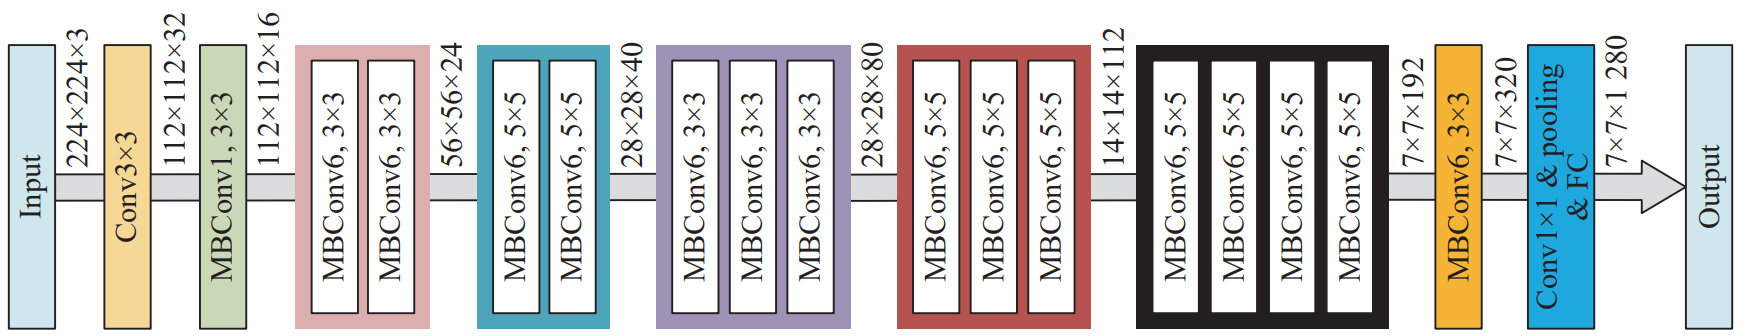 Input
224×224×3
Conv3×3
112×112×32
MBConv1, 3×3
112×112×16
MBConv6, 3×3
MBConv6, 3×3
56×56×24
MBConv6, 5×5
MBConv6, 5×5
28×28×40
MBConv6, 3×3
MBConv6, 3×3
MBConv6, 3×3
28×28×80
MBConv6, 5×5
MBConv6, 5×5
MBConv6, 5×5
14×14×112
MBConv6, 5×5
MBConv6, 5×5
MBConv6, 5×5
MBConv6, 5×5
7×7×192
MBConv6, 3×3
7×7×320
Conv1×1 & pooling
& FC
7×7×1 280
Output